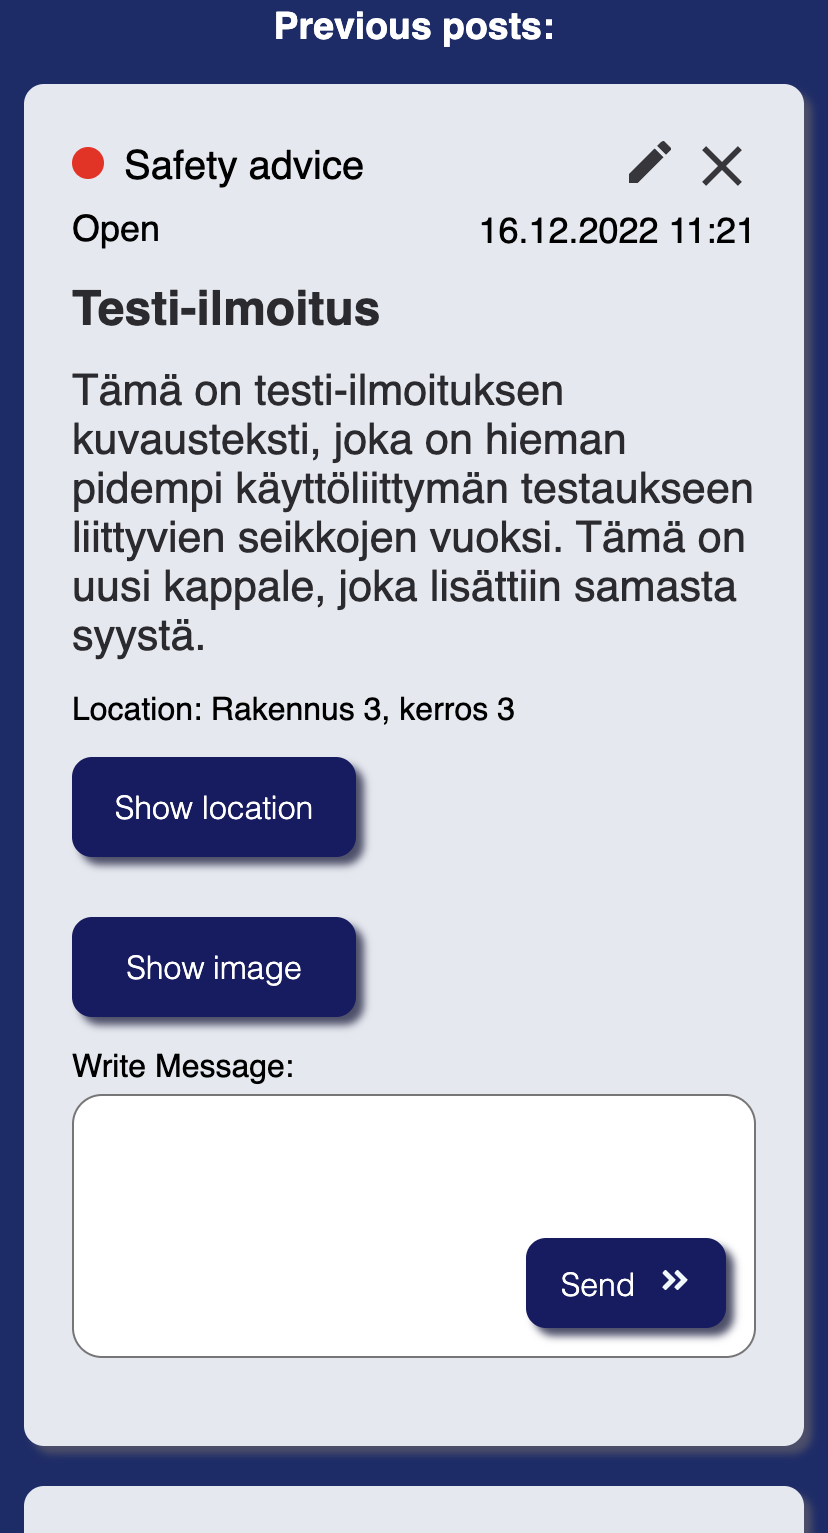 Previous posts:
Safety advice
Open 16.12.2022 11:21
Testi-ilmoitus
Tämä on testi-ilmoituksen
kuvausteksti, joka on hieman
pidempi käyttöliittymän testaukseen
liittyvien seikkojen vuoksi. Tämä on
uusi kappale, joka lisättiin samasta
syystä.
Location: Rakennus 3, kerros 3
Show location
Show image
Write Message:
Send